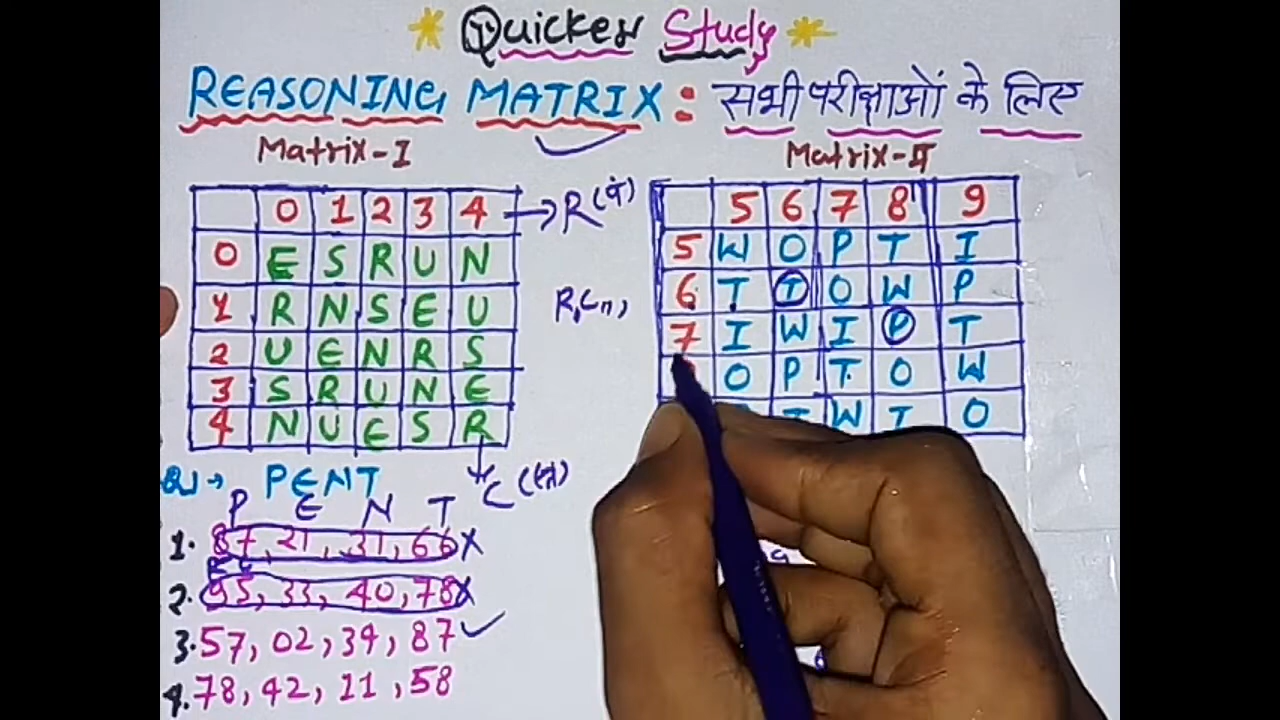 Quicker Study
REASONING MATRIX : सभी परीक्षाओं के लिए
Matrix-I
Matrix-II
0 1 2 3 4 → R
0 E S R U N
1 R N S E U
2 U E N R S
3 S R U N E
4 N U E S R
C
R, Cn,
5 6 7 8 9
5 W O P T I
6 T I O W P
7 I W I P T
O P T O W
I W T O
QU → PENT
P E N T
1. 87, 21, 31, 66 X
R C
2. 95, 33, 40, 78 X
3. 57, 02, 34, 87 ✓
4. 78, 42, 11, 58